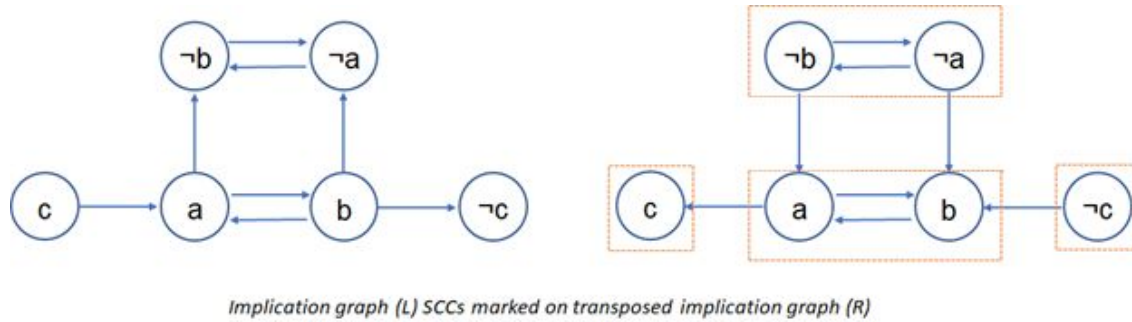 ¬b ¬a ¬b ¬a
c a b ¬c c a b ¬c
Implication graph (L) SCCs marked on transposed implication graph (R)